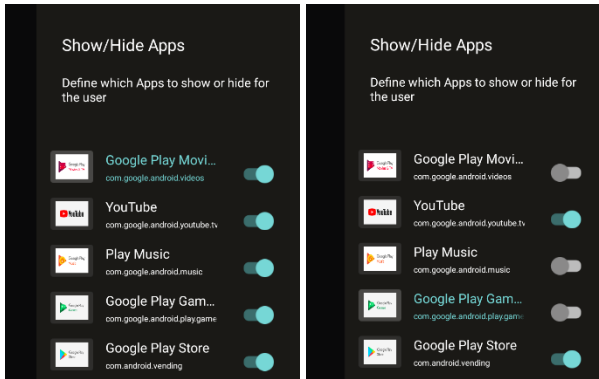 Show/Hide Apps
Define which Apps to show or hide for
the user
Google Play Movi...
com.google.android.videos
YouTube
YouTube
com.google.android.youtube.tv
Play Music
com.google.android.music
Google Play Gam...
com.google.android.play.game
Google Play Store
com.google.android.vending
Show/Hide Apps
Define which Apps to show or hide for
the user
Google Play Movi...
com.google.android.videos
YouTube
YouTube
com.google.android.youtube.tv
Play Music
com.google.android.music
Google Play Gam...
com.google.android.play.game
Google Play Store
com.google.android.vending